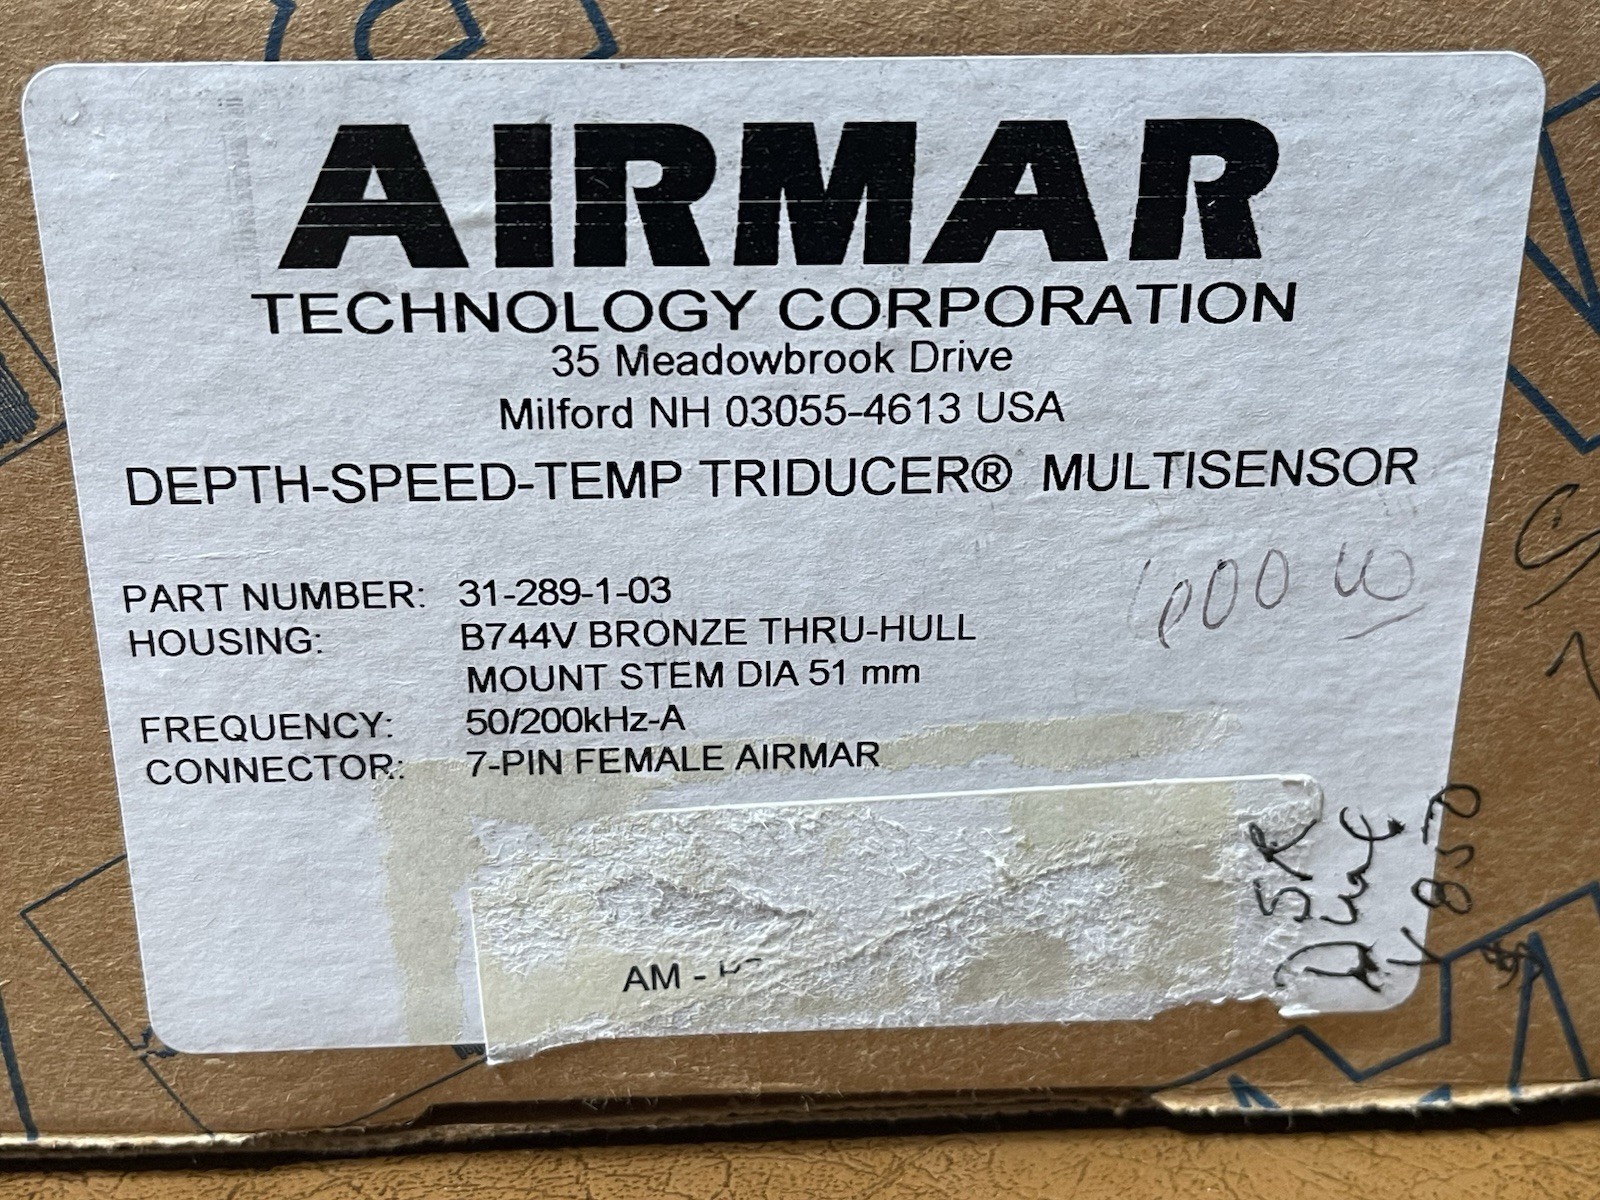 AIRMAR
TECHNOLOGY CORPORATION
35 Meadowbrook Drive
Milford NH 03055-4613 USA
DEPTH-SPEED-TEMP TRIDUCER® MULTISENSOR
PART NUMBER: 31-289-1-03
HOUSING: B744V BRONZE THRU-HULL
MOUNT STEM DIA 51 mm
FREQUENCY: 50/200kHz-A
CONNECTOR: 7-PIN FEMALE AIRMAR
AM -
850